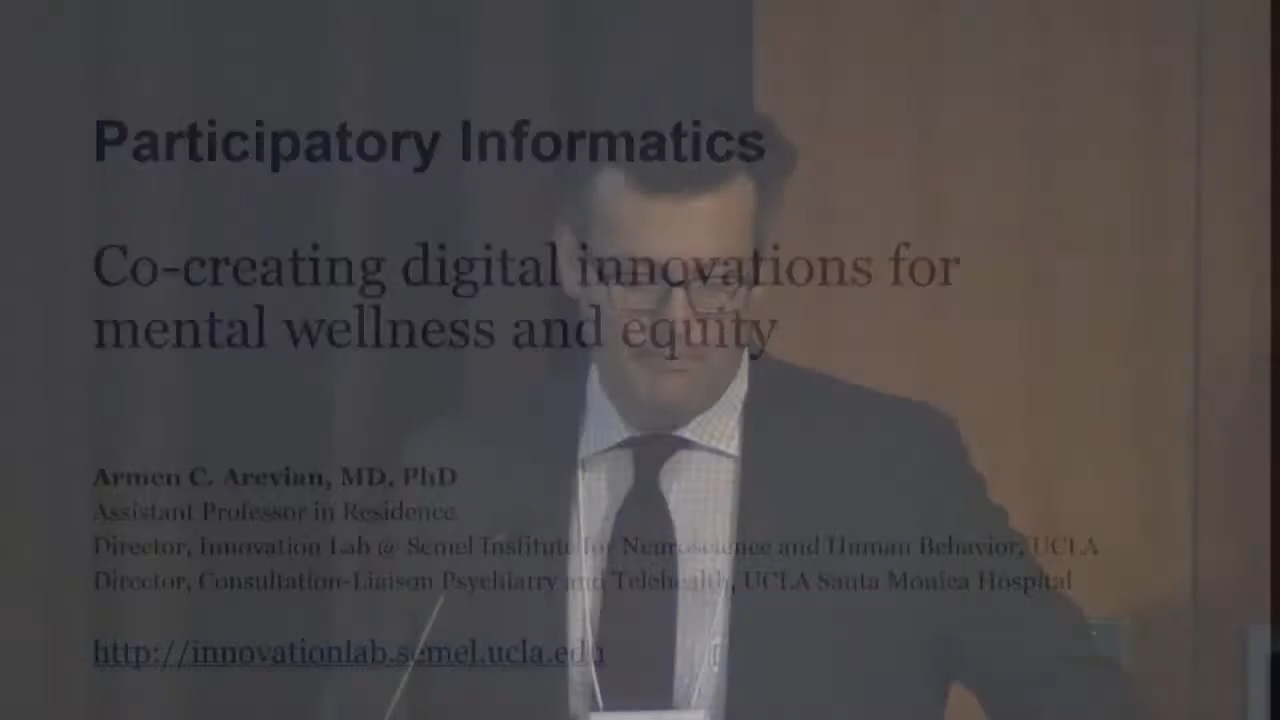 Participatory Informatics
Co-creating digital innovations for
mental wellness and equity
Armen C. Arevian, MD, PhD
Assistant Professor in Residence
Director, Innovation Lab @ Semel Institute for Neuroscience and Human Behavior, UCLA
Director, Consultation-Liaison Psychiatry and Telehealth, UCLA Santa Monica Hospital
http://innovationlab.semel.ucla.edu